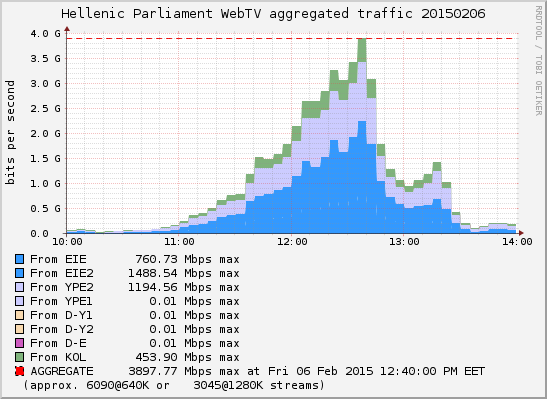 Hellenic Parliament WebTV aggregated traffic 20150206
RRDTOOL / TOBI OETIKER
bits per second
4.0 G
3.5 G
3.0 G
2.5 G
2.0 G
1.5 G
1.0 G
0.5 G
0.0
10:00 11:00 12:00 13:00 14:00
From EIE 760.73 Mbps max
From EIE2 1488.54 Mbps max
From YPE2 1194.56 Mbps max
From YPE1 0.01 Mbps max
From D-Y1 0.01 Mbps max
From D-Y2 0.01 Mbps max
From D-E 0.01 Mbps max
From KOL 453.90 Mbps max
AGGREGATE 3897.77 Mbps max at Fri 06 Feb 2015 12:40:00 PM EET
(approx. 6090@640K or 3045@1280K streams)